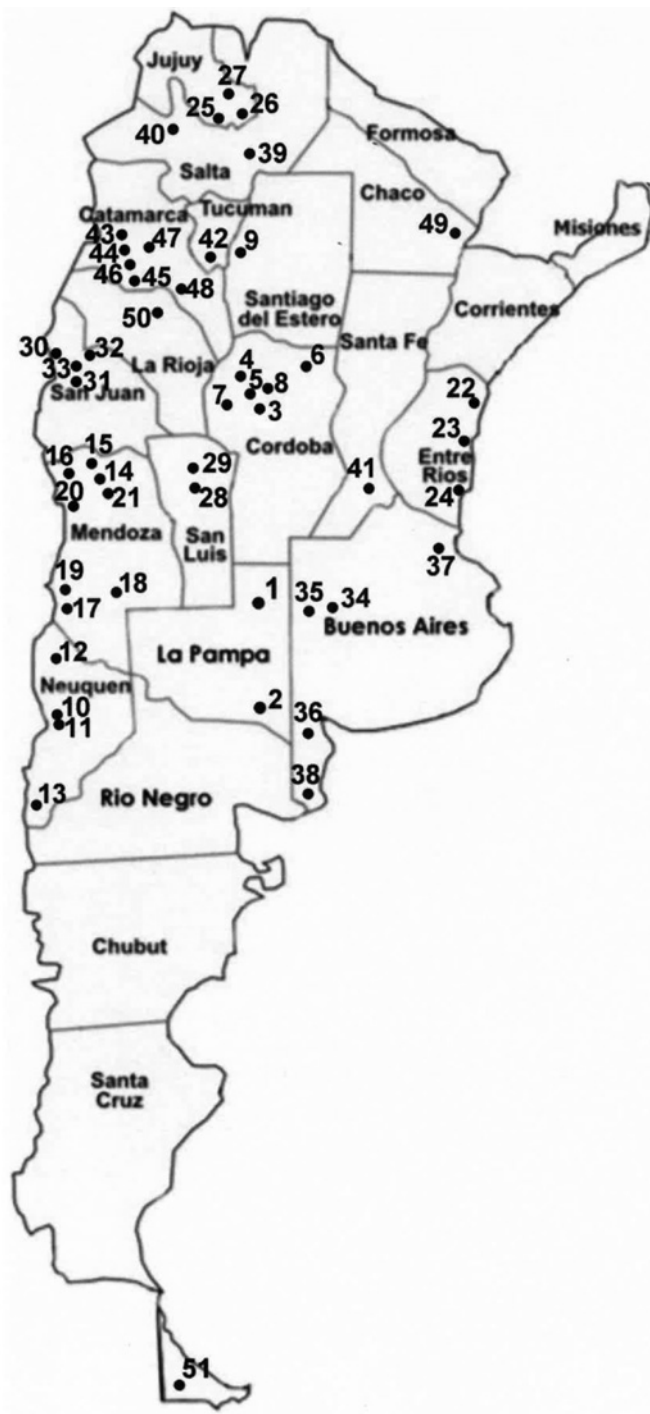 Jujuy
27
25
26
40
Formosa
39
Salta
Chaco
Catamarca
Tucuman
Misiones
43
47
42
9
49
44
46
45
48
Santiago
del Estero
Corrientes
50
Santa Fe
30
32
La Rioja
4
6
33
5
8
22
31
7
3
San Juan
23
Cordoba
Entre
Rios
15
16
14
29
41
24
20
21
28
Mendoza
San
Luis
37
19
18
1
35
34
17
Buenos Aires
La Pampa
12
Neuquen
10
2
11
36
13
Rio Negro
38
Chubut
Santa
Cruz
51